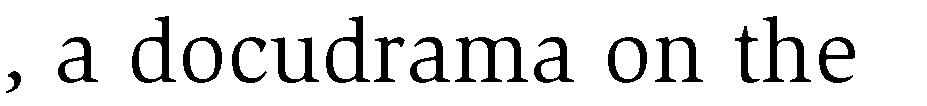 , a docudrama on the